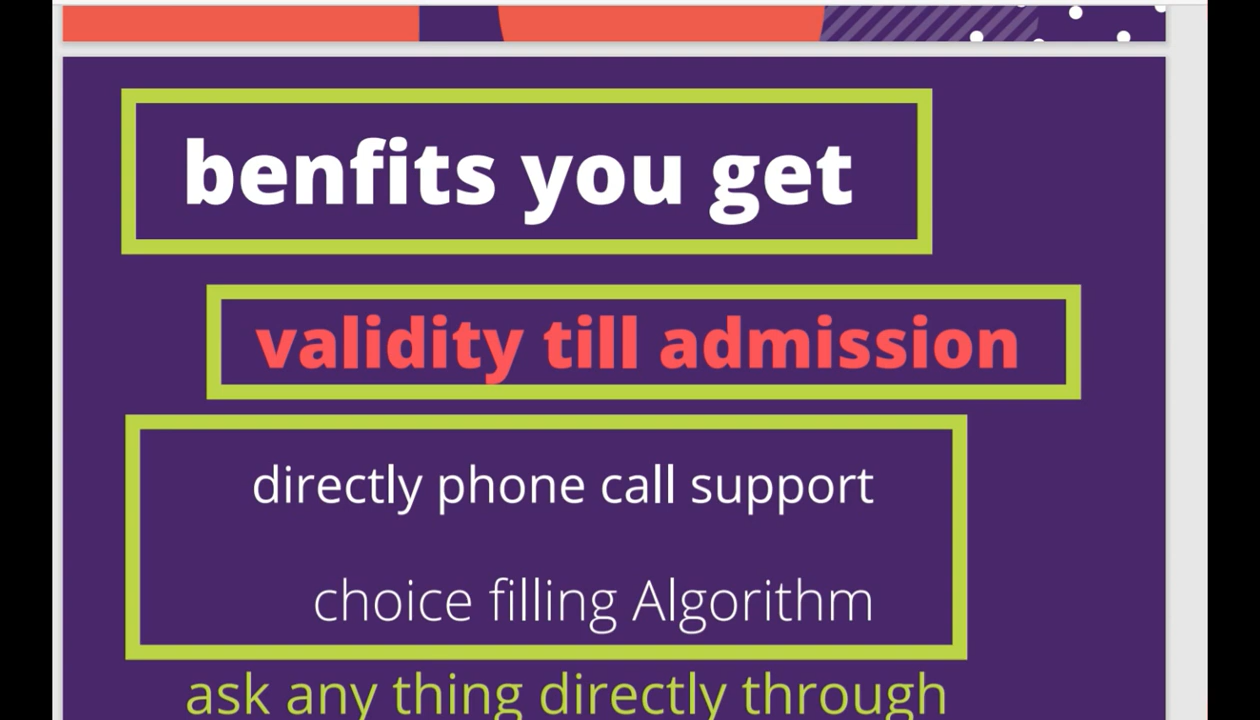 benfits you get
validity till admission
directly phone call support
choice filling Algorithm
ask any thing directly through